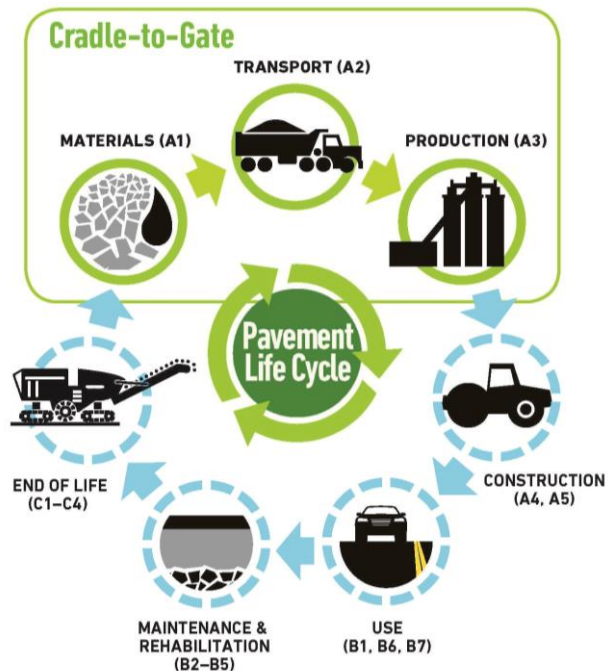 Cradle-to-Gate
TRANSPORT (A2)
MATERIALS (A1)
PRODUCTION (A3)
Pavement
Life Cycle
CONSTRUCTION
(A4, A5)
END OF LIFE
(C1–C4)
USE
(B1, B6, B7)
MAINTENANCE &
REHABILITATION
(B2–B5)